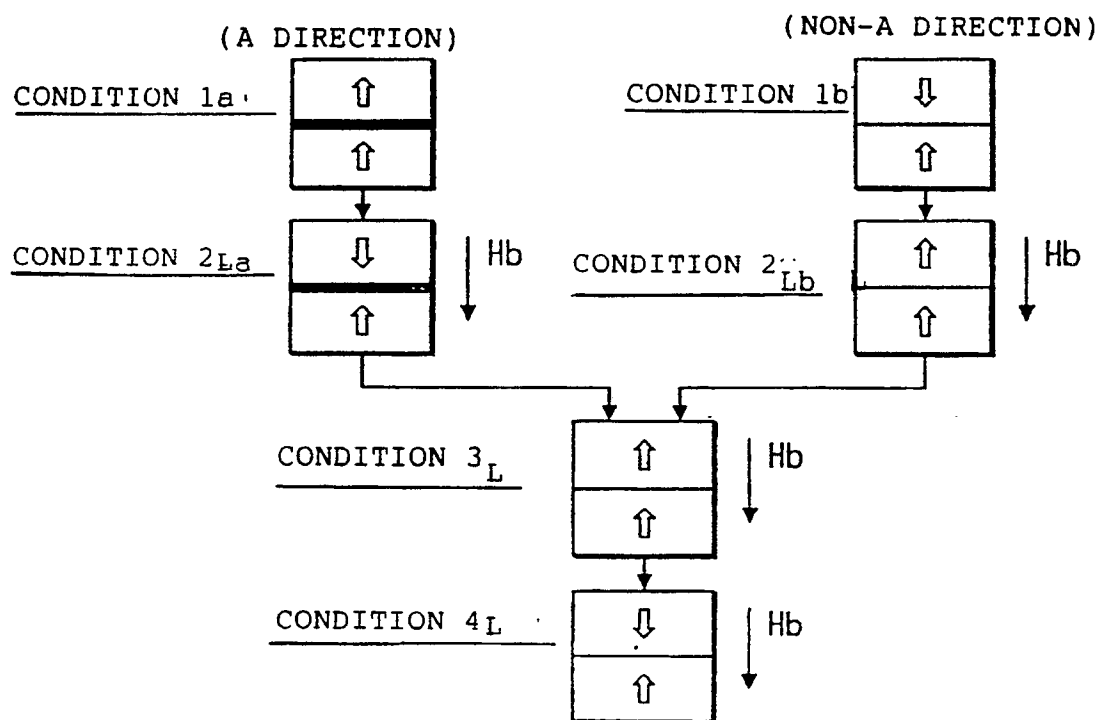 (A DIRECTION)
(NON-A DIRECTION)
CONDITION 1a
CONDITION 1b
CONDITION 2La
Hb
CONDITION 2Lb
Hb
CONDITION 3L
Hb
CONDITION 4L
Hb